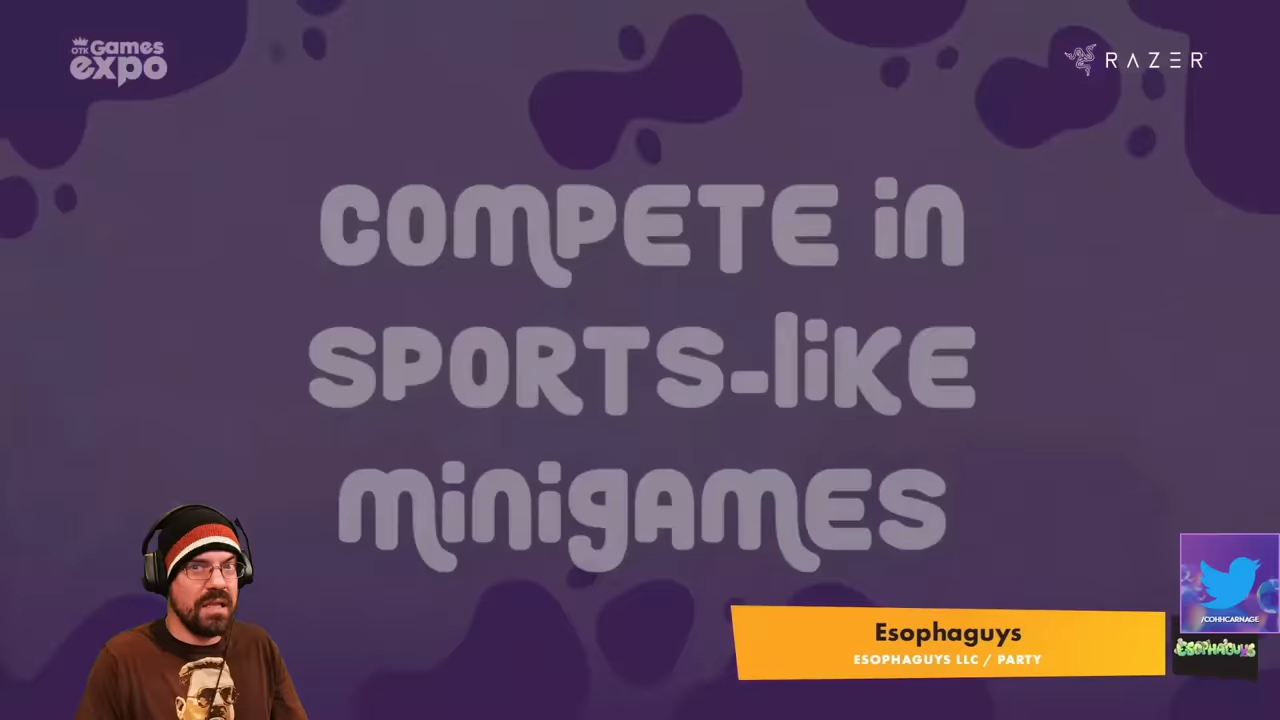 OTK Games
expo
RAZER
COMPETE in
SPORTS-liKE
minigAMES
Esophaguys
ESOPHAGUYS LLC / PARTY
/COHHCARNAGE
ESOPHAGUYS